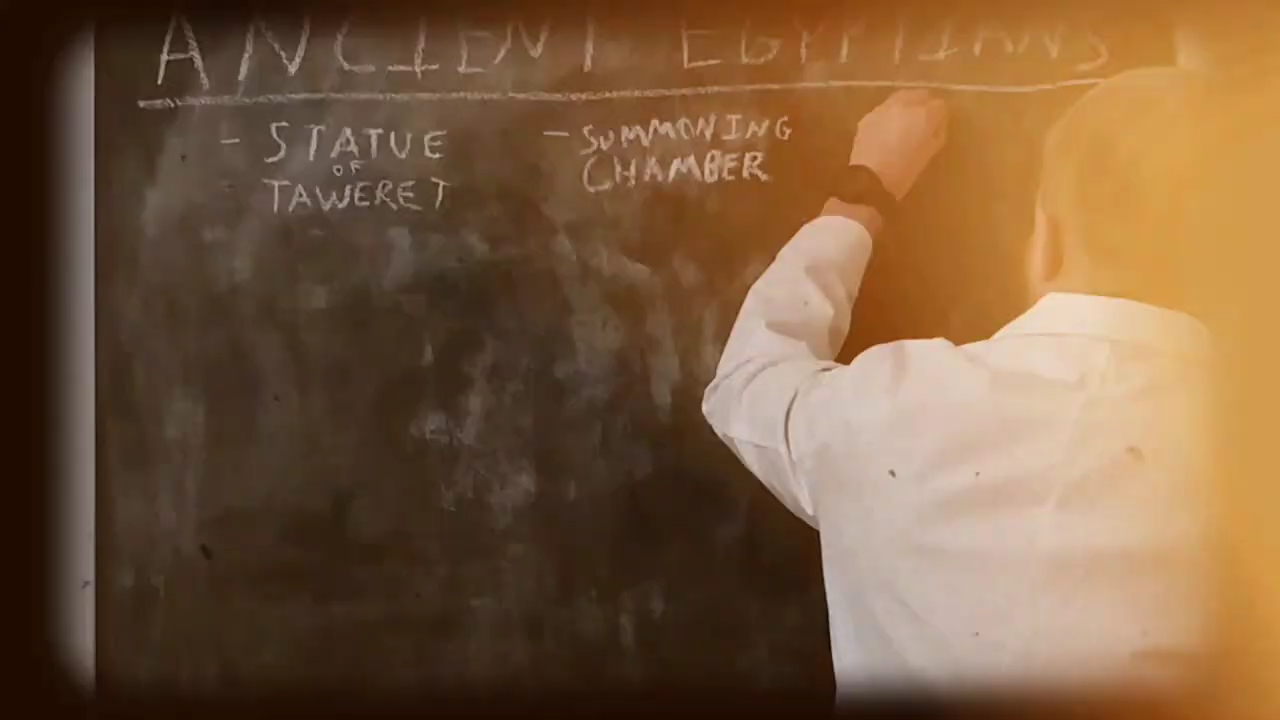 ANCIENT EGYPTIANS
- STATUE
OF
TAWERET
- SUMMONING
CHAMBER